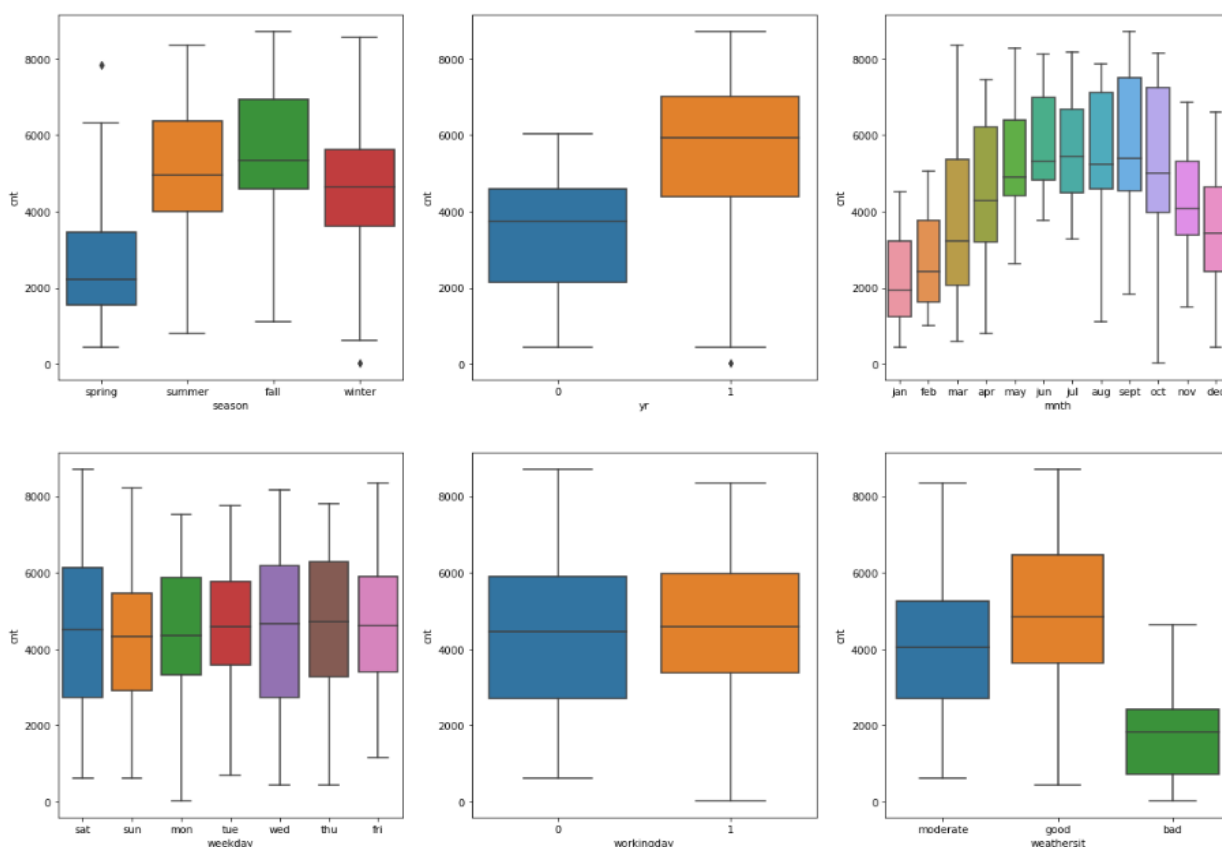 8000
6000
4000
2000
0
cnt
spring summer fall winter
season
8000
6000
4000
2000
0
cnt
0 1
yr
8000
6000
4000
2000
0
cnt
jan feb mar apr may jun jul aug sept oct nov dec
mnth
8000
6000
4000
2000
0
cnt
sat sun mon tue wed thu fri
weekday
8000
6000
4000
2000
0
cnt
0 1
workingday
8000
6000
4000
2000
0
cnt
moderate good bad
weathersit